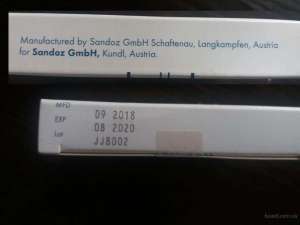 Manufactured by Sandoz GmbH Schaftenau, Langkampfen, Austria
for Sandoz GmbH, Kundl, Austria.
MFD 09 2018
EXP 08 2020
Lot JJ8002